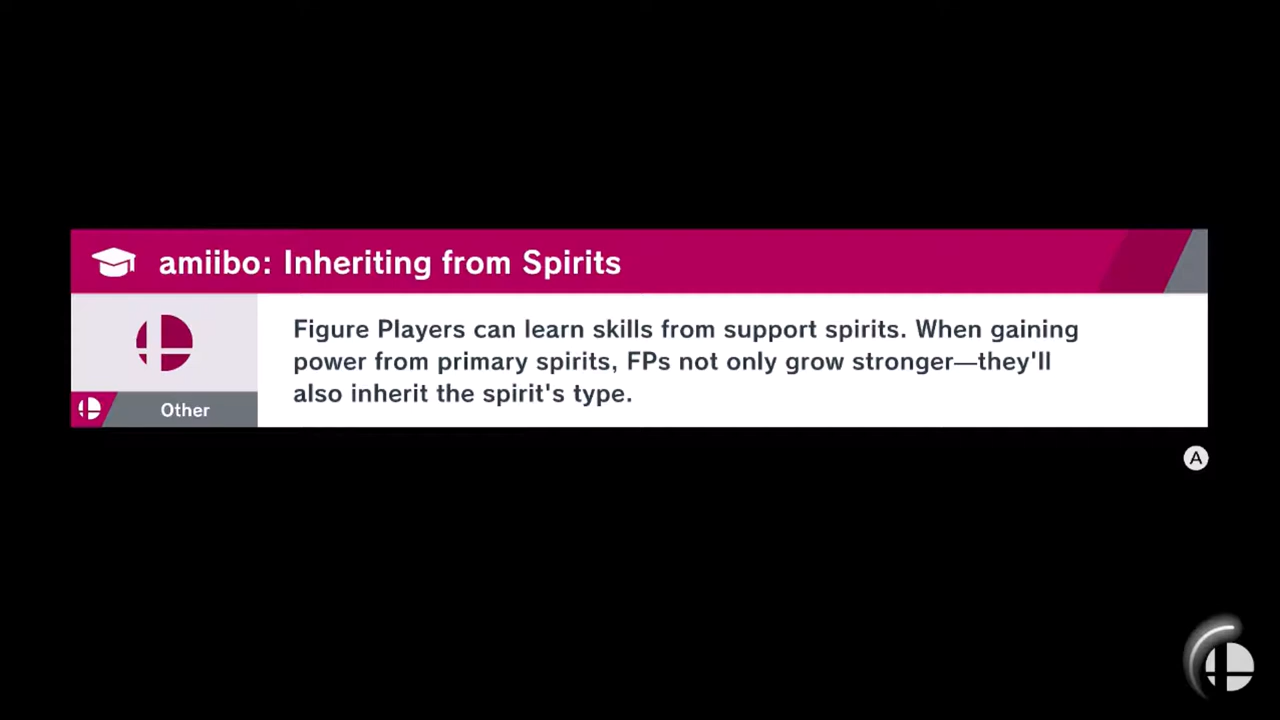 amiibo: Inheriting from Spirits
Figure Players can learn skills from support spirits. When gaining
power from primary spirits, FPs not only grow stronger—they'll
also inherit the spirit's type.
Other
A